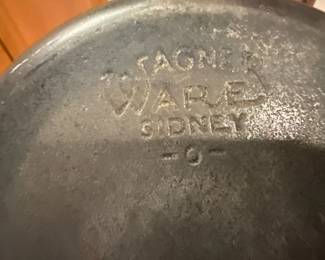 WAGNER
WARE
SIDNEY
-0-